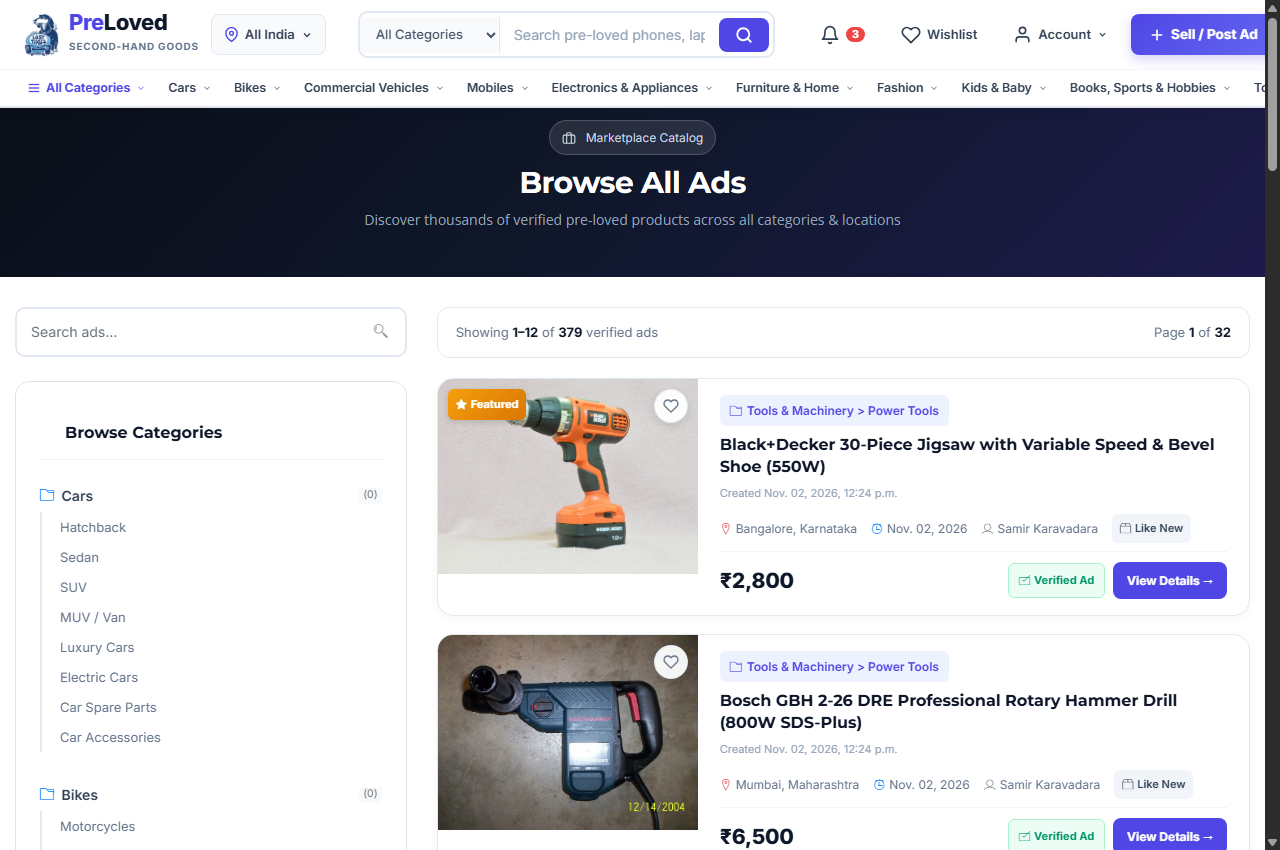 PreLoved
SECOND-HAND GOODS
All India
All Categories
Search pre-loved phones, lap
3
Wishlist
Account
Sell / Post Ad
All Categories
Cars
Bikes
Commercial Vehicles
Mobiles
Electronics & Appliances
Furniture & Home
Fashion
Kids & Baby
Books, Sports & Hobbies
Marketplace Catalog
Browse All Ads
Discover thousands of verified pre-loved products across all categories & locations
Search ads...
Browse Categories
Cars (0)
Hatchback
Sedan
SUV
MUV / Van
Luxury Cars
Electric Cars
Car Spare Parts
Car Accessories
Bikes (0)
Motorcycles
Showing 1–12 of 379 verified ads
Page 1 of 32
Featured
Tools & Machinery > Power Tools
Black+Decker 30-Piece Jigsaw with Variable Speed & Bevel
Shoe (550W)
Created Nov. 02, 2026, 12:24 p.m.
Bangalore, Karnataka Nov. 02, 2026 Samir Karavadara Like New
₹2,800
Verified Ad
View Details →
12/14/2004
Tools & Machinery > Power Tools
Bosch GBH 2-26 DRE Professional Rotary Hammer Drill
(800W SDS-Plus)
Created Nov. 02, 2026, 12:24 p.m.
Mumbai, Maharashtra Nov. 02, 2026 Samir Karavadara Like New
₹6,500
Verified Ad
View Details →